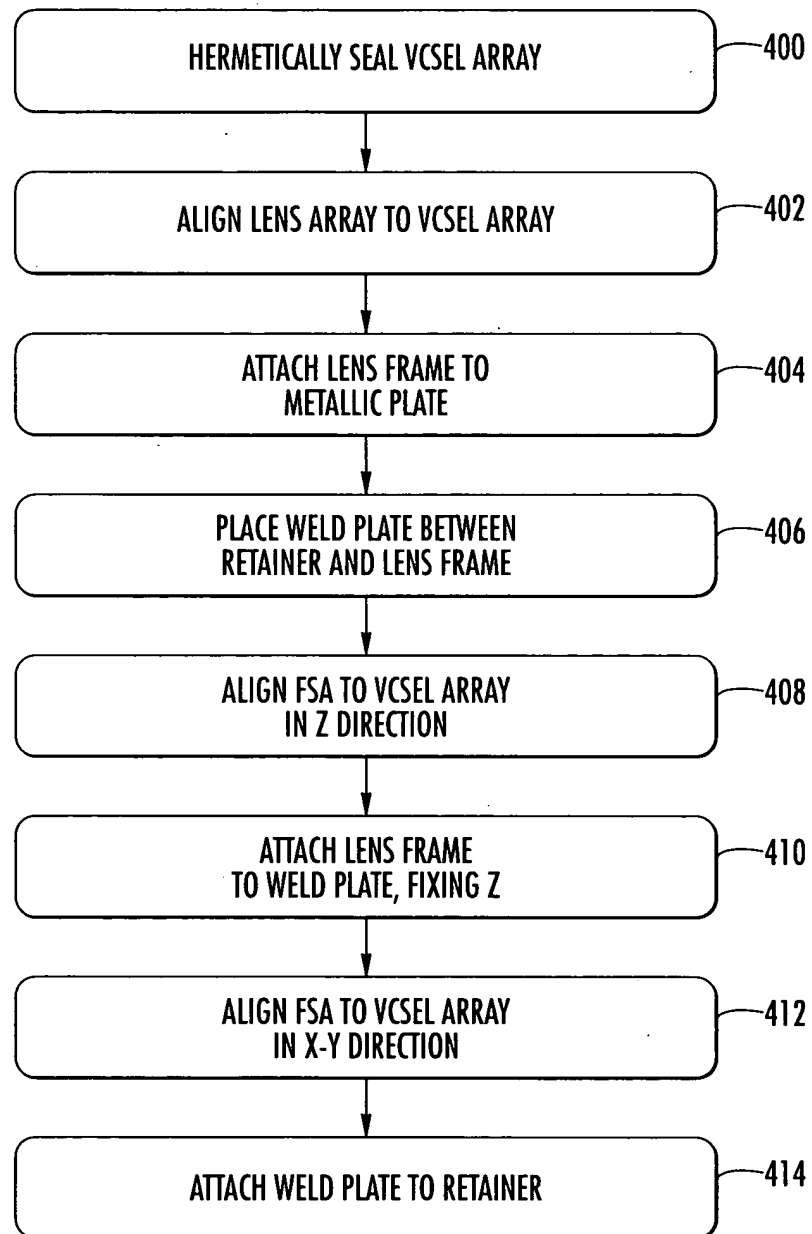 HERMETICALLY SEAL VCSEL ARRAY
400
ALIGN LENS ARRAY TO VCSEL ARRAY
402
ATTACH LENS FRAME TO
METALLIC PLATE
404
PLACE WELD PLATE BETWEEN
RETAINER AND LENS FRAME
406
ALIGN FSA TO VCSEL ARRAY
IN Z DIRECTION
408
ATTACH LENS FRAME
TO WELD PLATE, FIXING Z
410
ALIGN FSA TO VCSEL ARRAY
IN X-Y DIRECTION
412
ATTACH WELD PLATE TO RETAINER
414